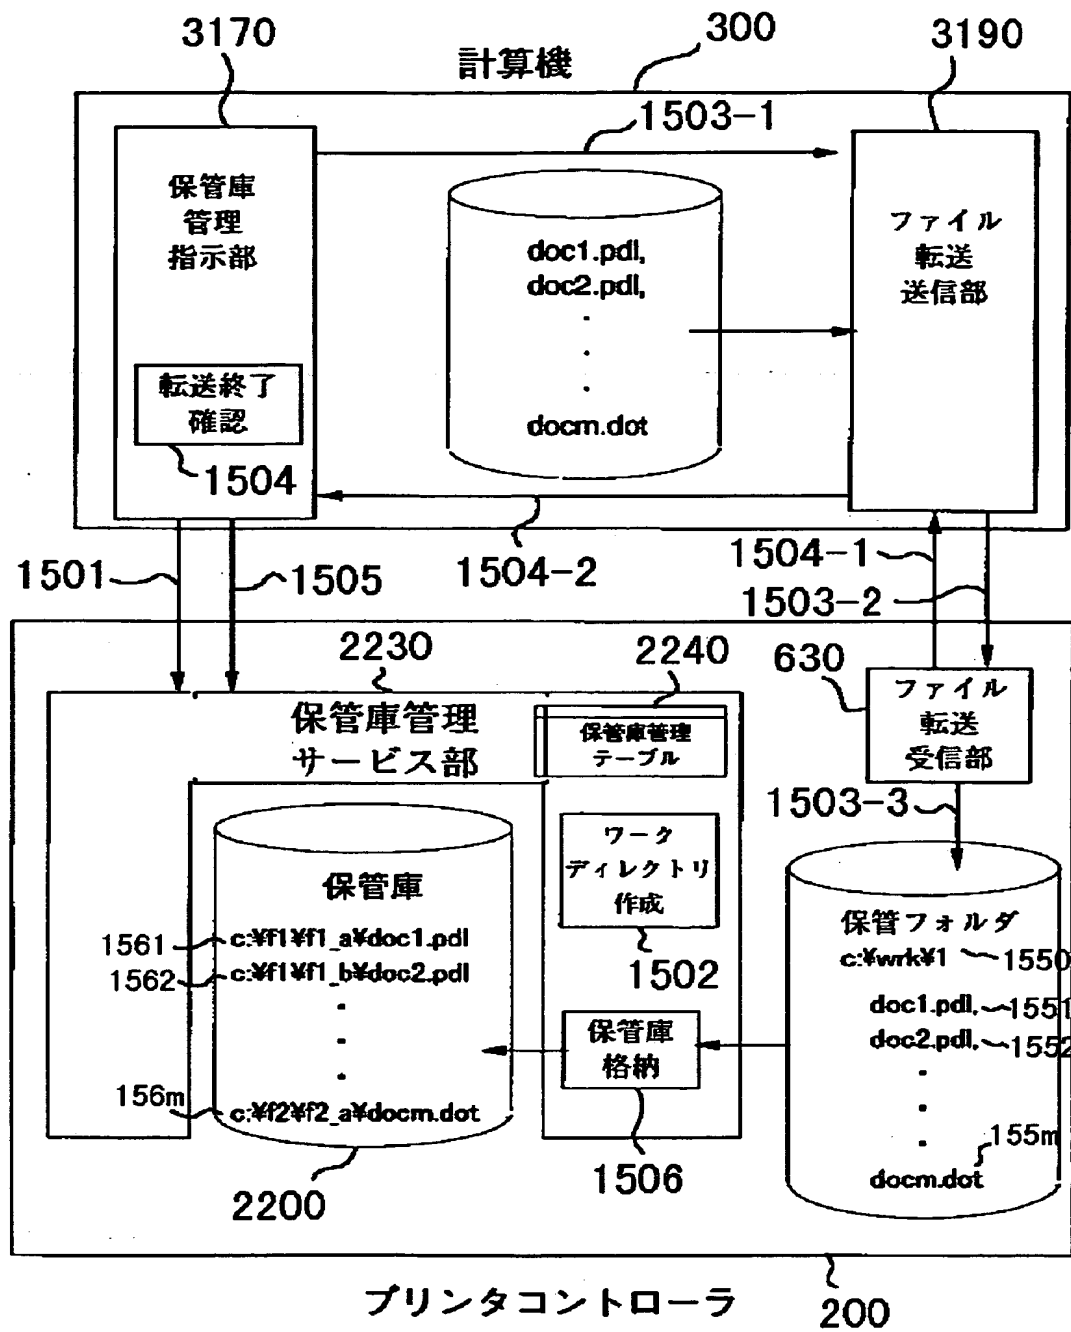 3170
300
3190
計算機
1503-1
保管庫
管理
指示部
doc1.pdl,
doc2.pdl,
docm.dot
ファイル
転送
送信部
転送終了
確認
1504
1504-2
1501
1505
1504-1
1503-2
2230
2240
630
保管庫管理
サービス部
保管庫管理
テーブル
ファイル
転送
受信部
1503-3
ワーク
ディレクトリ
作成
1502
保管庫
1561
c:¥f1¥f1_a¥doc1.pdl
1562
c:¥f1¥f1_b¥doc2.pdl
156m
c:¥f2¥f2_a¥docm.dot
2200
保管庫
格納
1506
保管フォルダ
c:¥wrk¥1
1550
doc1.pdl,
1551
doc2.pdl,
1552
155m
docm.dot
プリンタコントローラ
200